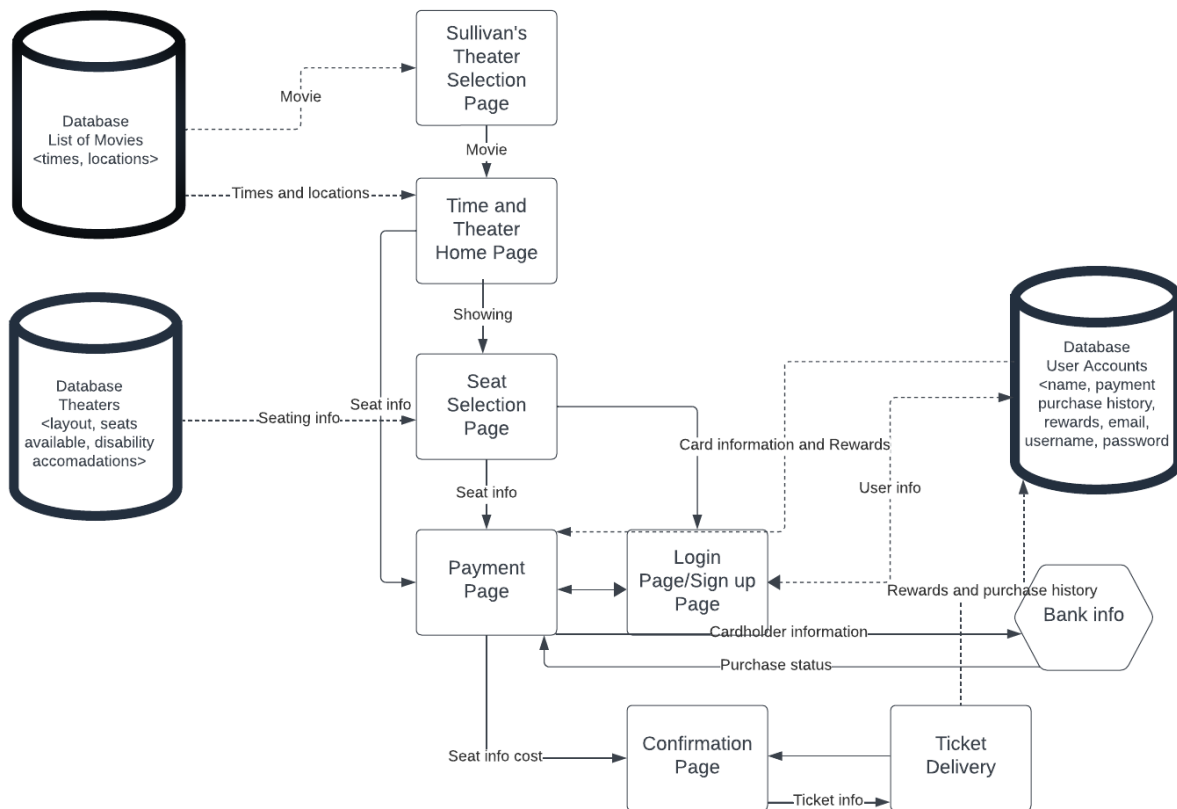 Sullivan's
Theater
Selection
Page
Database
List of Movies
<times, locations>
Movie
Movie
Times and locations
Time and
Theater
Home Page
Showing
Database
Theaters
<layout, seats
available, disability
accomadations>
Seating info
Seat info
Seat
Selection
Page
Database
User Accounts
<name, payment
purchase history,
rewards, email,
username, password
Card information and Rewards
User info
Seat info
Payment
Page
Login
Page/Sign up
Page
Rewards and purchase history
Bank info
Cardholder information
Purchase status
Seat info cost
Confirmation
Page
Ticket
Delivery
Ticket info